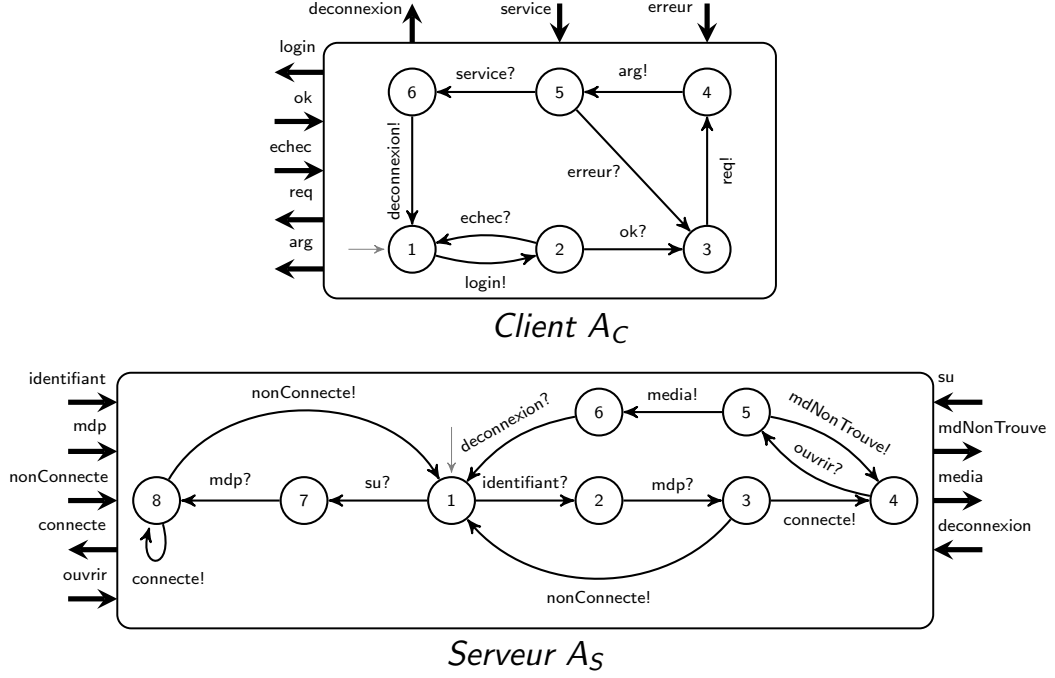 deconnexion
service
erreur
login
ok
echec
req
arg
6
service?
5
arg!
4
deconnexion!
erreur?
req!
1
echec?
login!
2
ok?
3
Client A_C
identifiant
mdp
nonConnecte
connecte
ouvrir
su
mdNonTrouve
media
deconnexion
nonConnecte!
deconnexion?
6
media!
5
mdNonTrouve!
ouvrir?
8
mdp?
7
su?
1
identifiant?
2
mdp?
3
connecte!
4
connecte!
nonConnecte!
Serveur A_S